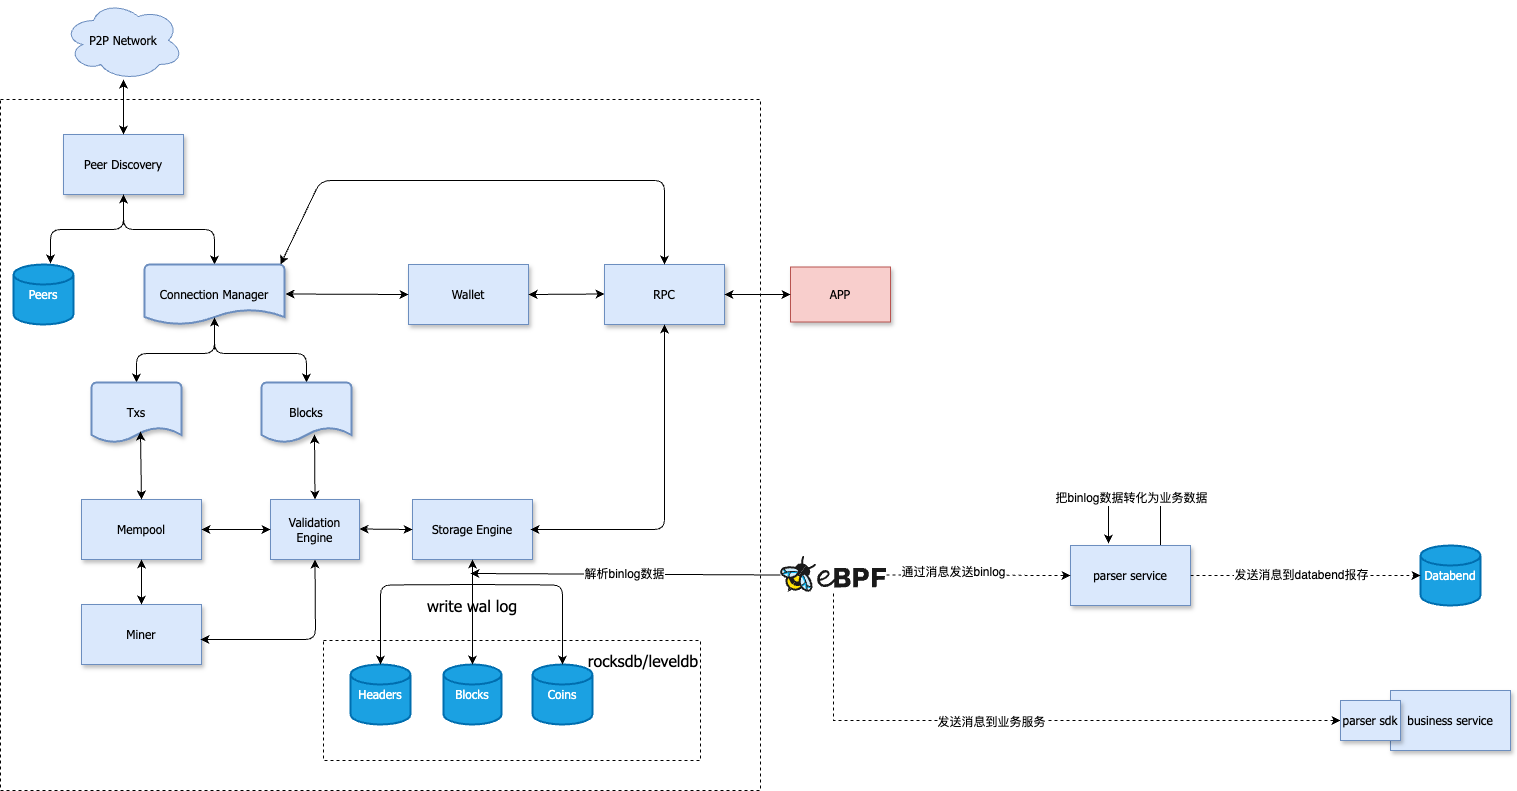 P2P Network
Peer Discovery
Peers
Connection Manager
Wallet
RPC
APP
Txs
Blocks
Mempool
Validation
Engine
Storage Engine
把binlog数据转化为业务数据
解析binlog数据
eBPF
通过消息发送binlog
parser service
发送消息到databend报存
Databend
write wal log
Miner
rocksdb/leveldb
Headers
Blocks
Coins
发送消息到业务服务
parser sdk
business service